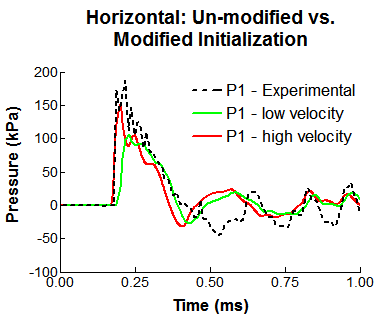 Horizontal: Un-modified vs.
Modified Initialization
200
150
100
50
0
-50
-100
Pressure (kPa)
P1 - Experimental
P1 - low velocity
P1 - high velocity
0.00
0.25
0.50
0.75
1.00
Time (ms)